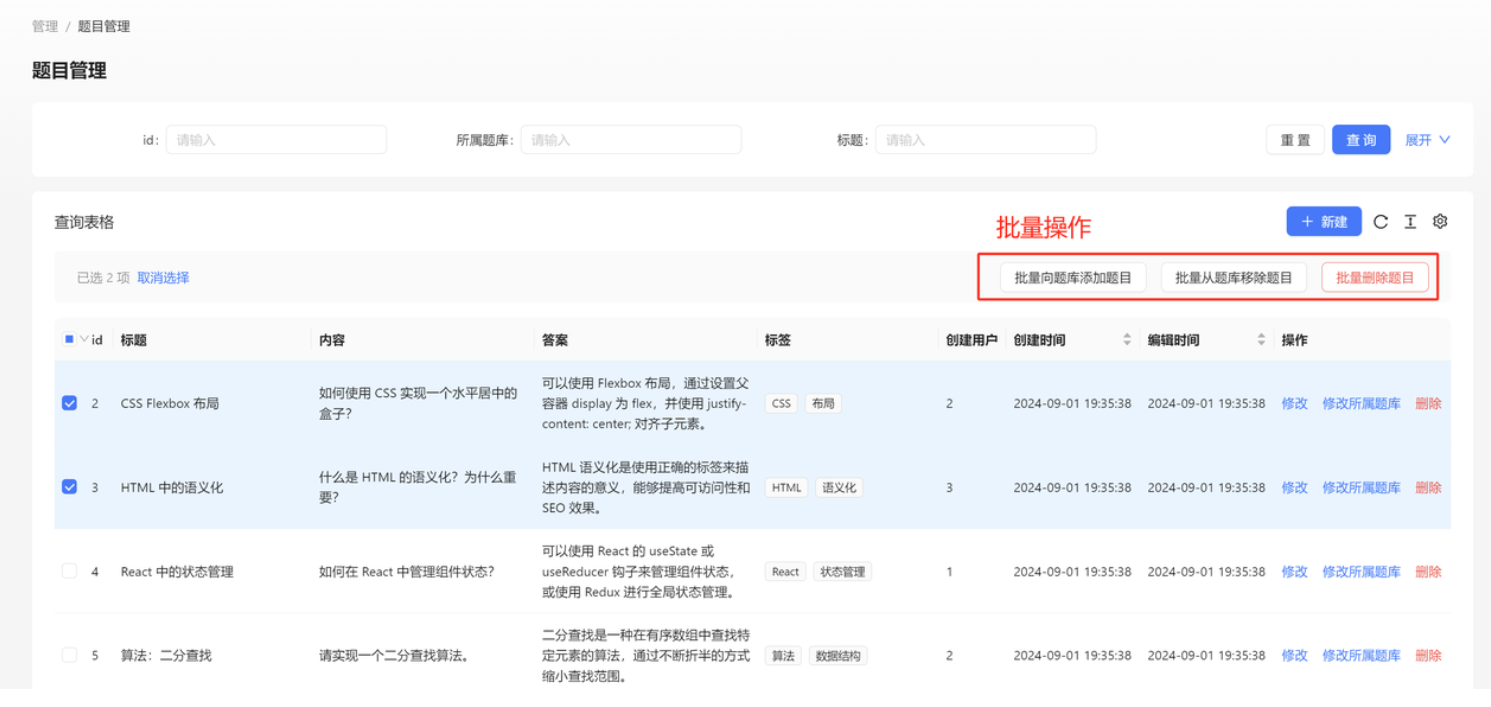 管理 / 题目管理
题目管理
id: 请输入 所属题库: 请输入 标题: 请输入 重 置 查 询 展开
查询表格 批量操作 + 新建
已选 2 项 取消选择 批量向题库添加题目 批量从题库移除题目 批量删除题目
id 标题 内容 答案 标签 创建用户 创建时间 编辑时间 操作
2 CSS Flexbox 布局 如何使用 CSS 实现一个水平居中的
盒子?
可以使用 Flexbox 布局，通过设置父
容器 display 为 flex，并使用 justify-
content: center; 对齐子元素。
CSS 布局 2 2024-09-01 19:35:38 2024-09-01 19:35:38 修改 修改所属题库 删除
3 HTML 中的语义化 什么是 HTML 的语义化？为什么重
要?
HTML 语义化是使用正确的标签来描
述内容的意义，能够提高可访问性和
SEO 效果。
HTML 语义化 3 2024-09-01 19:35:38 2024-09-01 19:35:38 修改 修改所属题库 删除
4 React 中的状态管理 如何在 React 中管理组件状态?
可以使用 React 的 useState 或
useReducer 钩子来管理组件状态，
或使用 Redux 进行全局状态管理。
React 状态管理 1 2024-09-01 19:35:38 2024-09-01 19:35:38 修改 修改所属题库 删除
5 算法：二分查找 请实现一个二分查找算法。
二分查找是一种在有序数组中查找特
定元素的算法，通过不断折半的方式
缩小查找范围。
算法 数据结构 2 2024-09-01 19:35:38 2024-09-01 19:35:38 修改 修改所属题库 删除